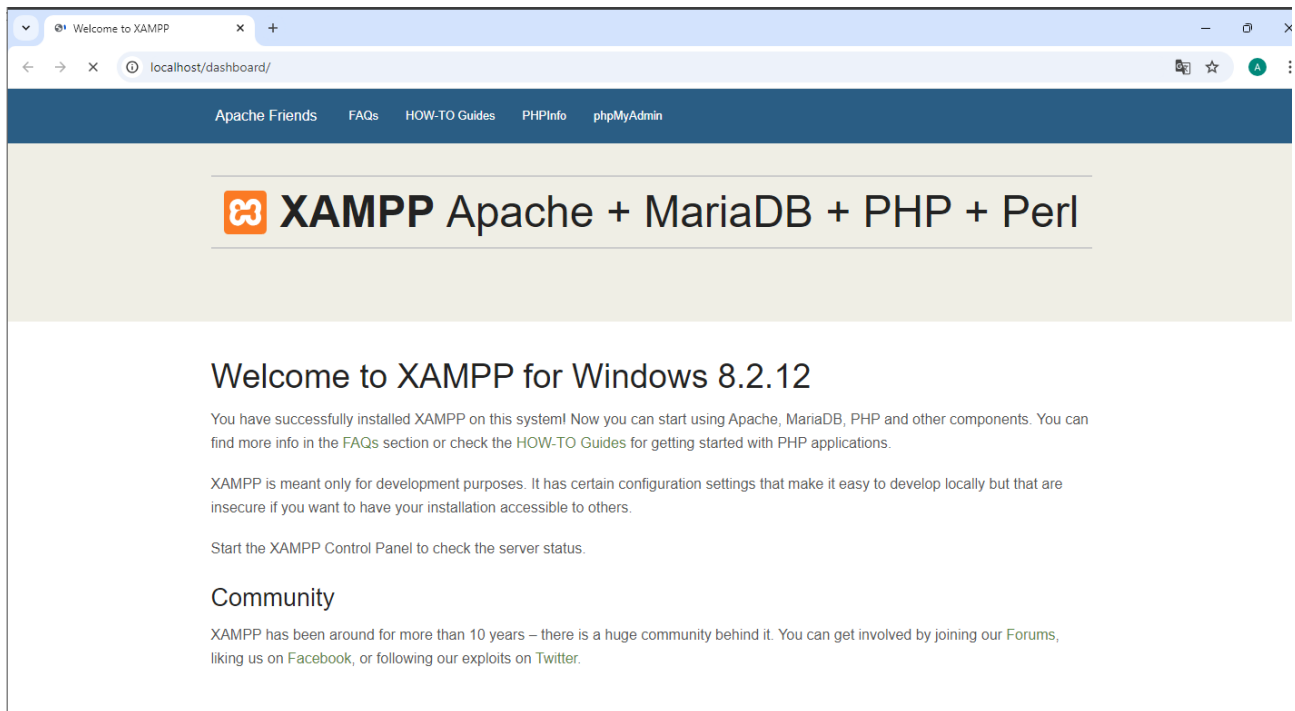 Welcome to XAMPP
localhost/dashboard/
A
Apache Friends FAQs HOW-TO Guides PHPInfo phpMyAdmin
XAMPP Apache + MariaDB + PHP + Perl
Welcome to XAMPP for Windows 8.2.12
You have successfully installed XAMPP on this system! Now you can start using Apache, MariaDB, PHP and other components. You can
find more info in the FAQs section or check the HOW-TO Guides for getting started with PHP applications.
XAMPP is meant only for development purposes. It has certain configuration settings that make it easy to develop locally but that are
insecure if you want to have your installation accessible to others.
Start the XAMPP Control Panel to check the server status.
Community
XAMPP has been around for more than 10 years – there is a huge community behind it. You can get involved by joining our Forums,
liking us on Facebook, or following our exploits on Twitter.